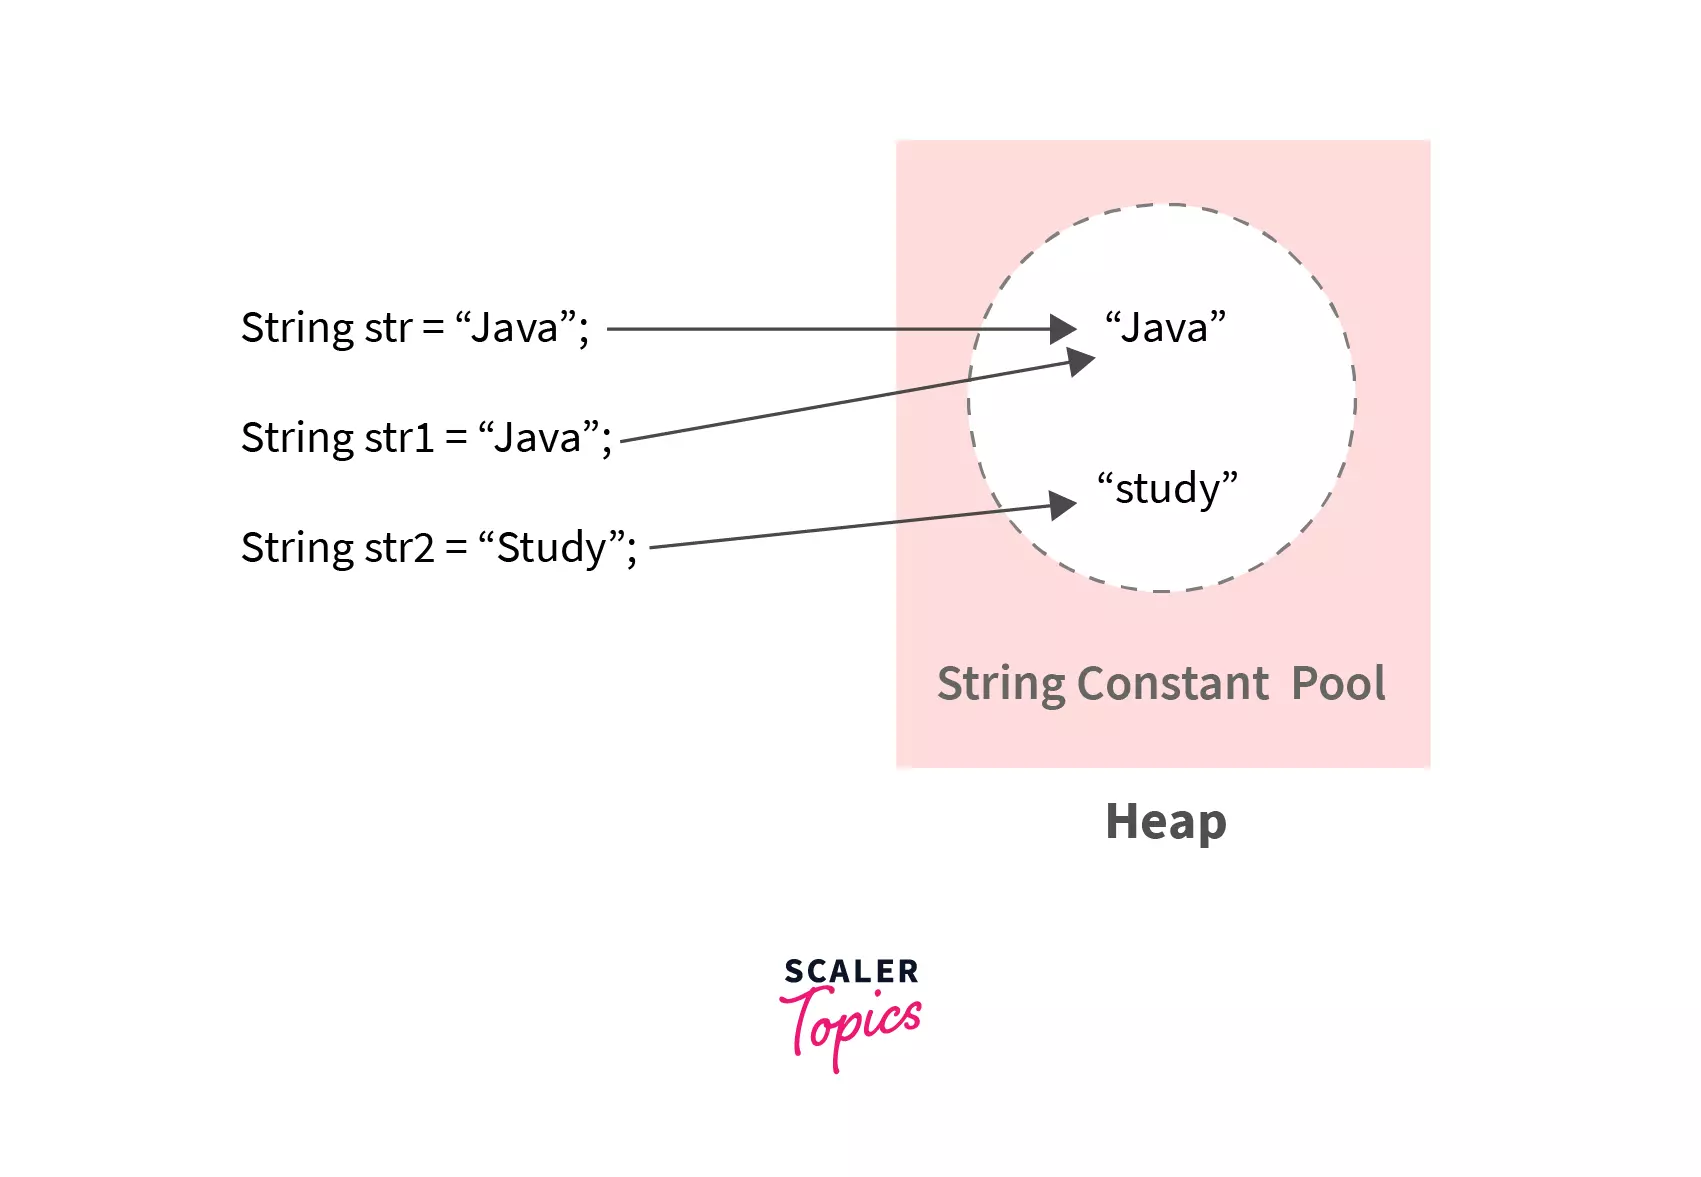 String str = “Java”;
String str1 = “Java”;
String str2 = “Study”;
“Java”
“study”
String Constant Pool
Heap
SCALER
Topics